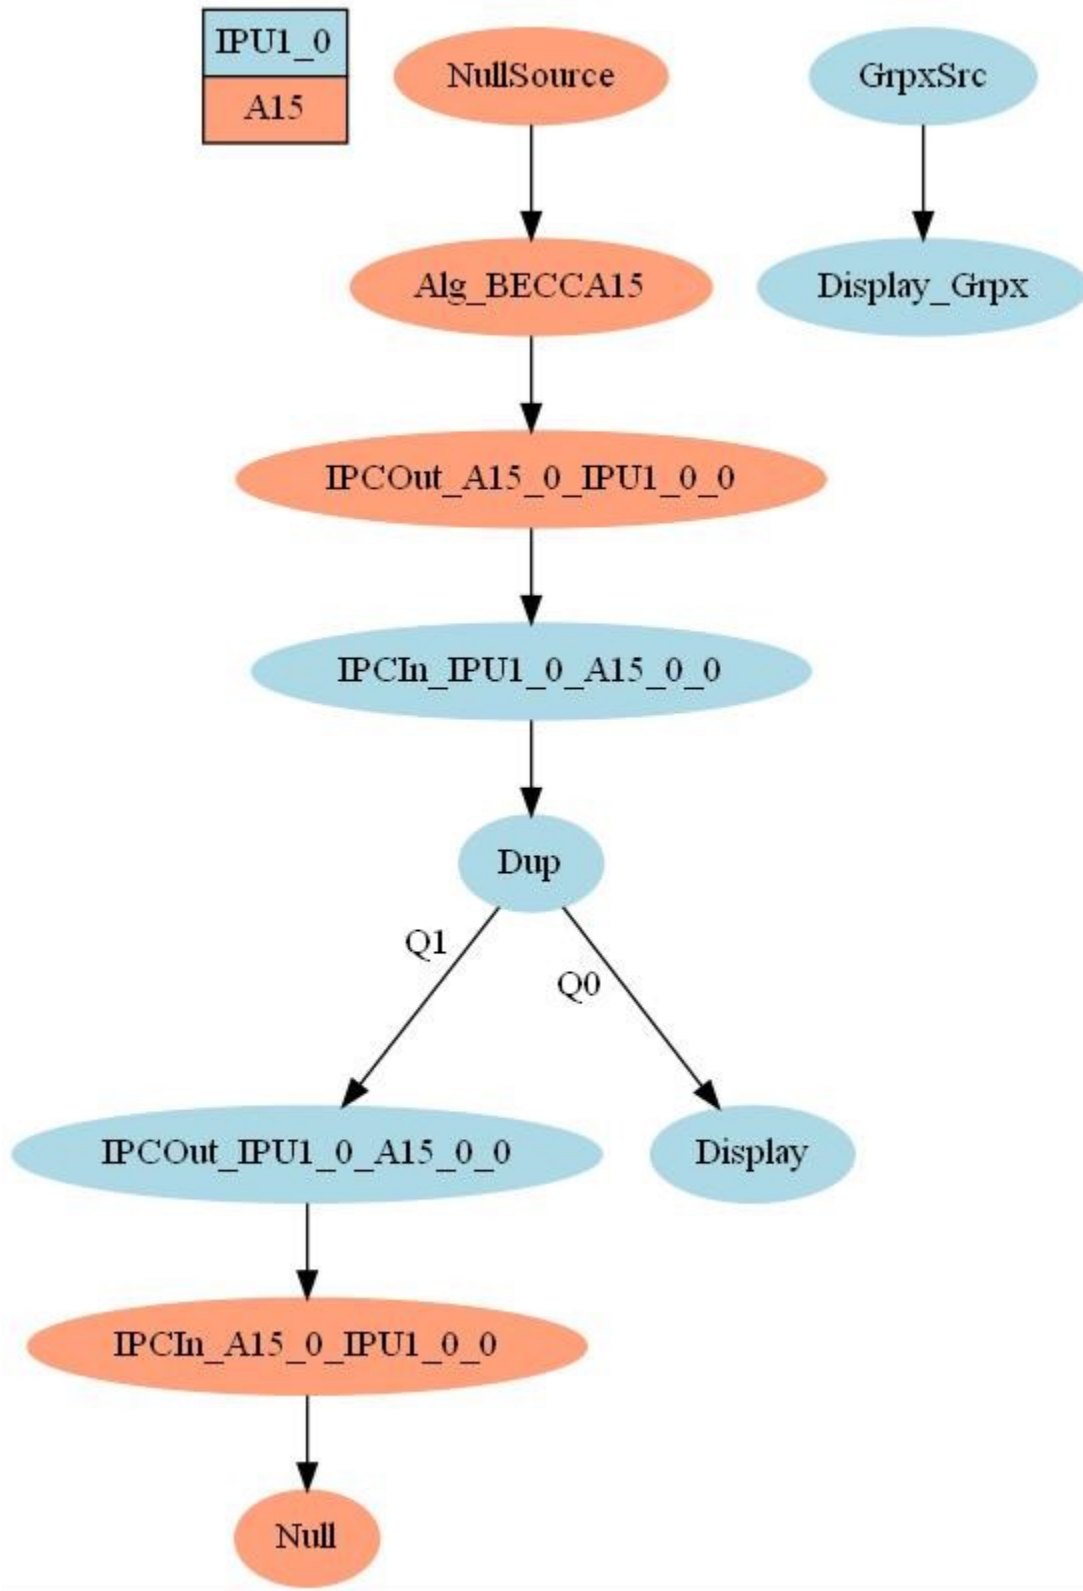 IPU1_0
A15
NullSource
GrpxSrc
Alg_BECCA15
Display_Grpx
IPCOut_A15_0_IPU1_0_0
IPCIn_IPU1_0_A15_0_0
Dup
Q1
Q0
IPCOut_IPU1_0_A15_0_0
Display
IPCIn_A15_0_IPU1_0_0
Null